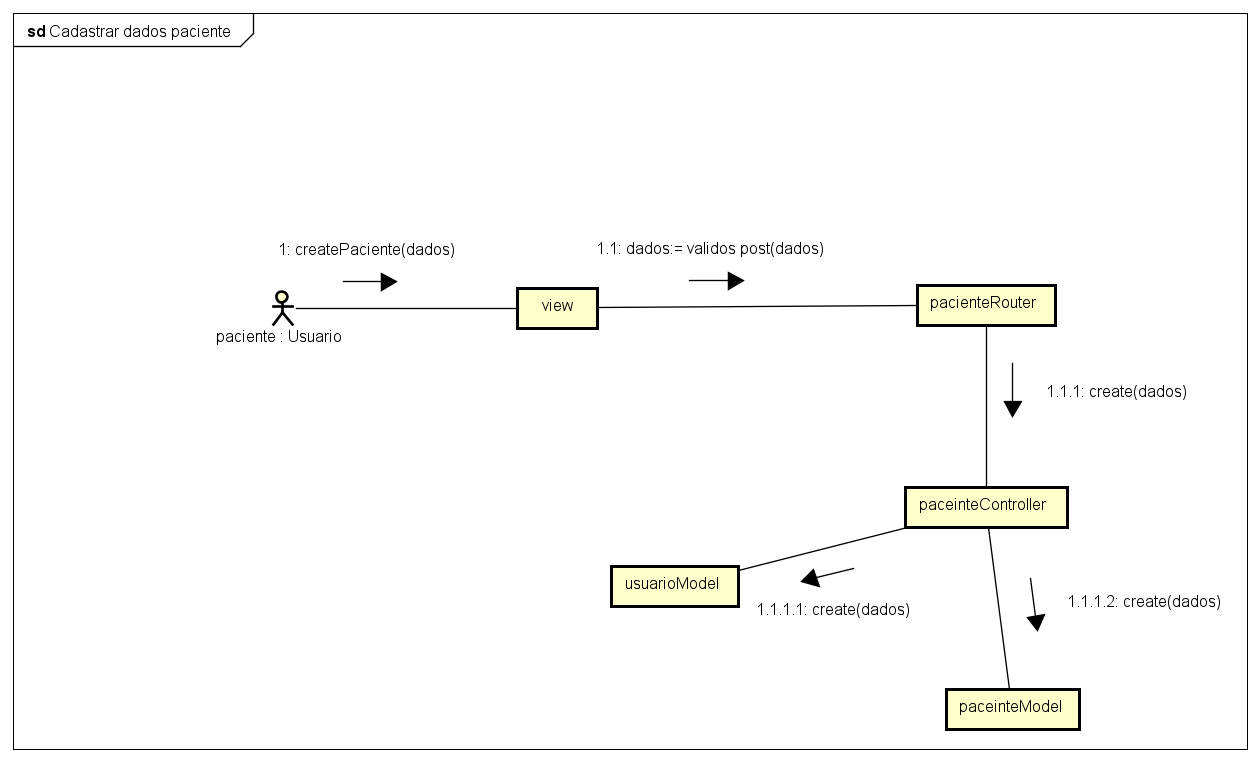 sd Cadastrar dados paciente
1: createPaciente(dados)
1.1: dados:= validos post(dados)
view
pacienteRouter
paciente : Usuario
1.1.1: create(dados)
paceinteController
usuarioModel
1.1.1.1: create(dados)
1.1.1.2: create(dados)
paceinteModel